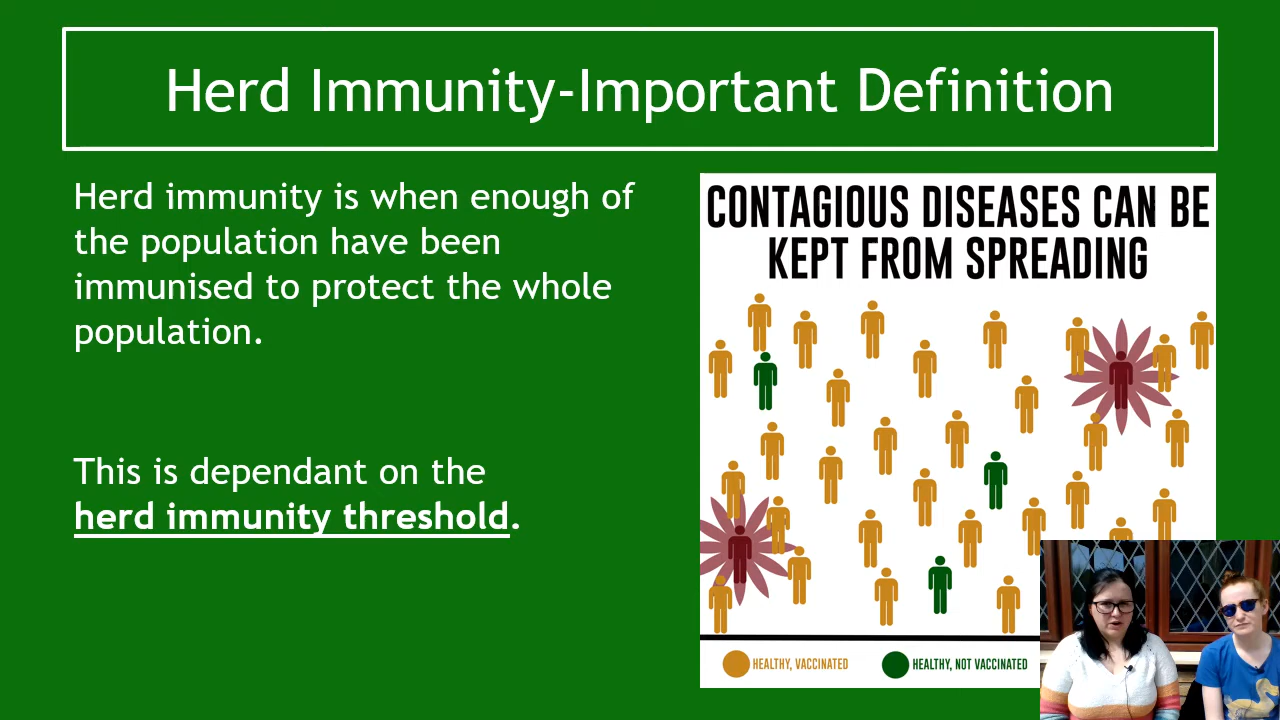 Herd Immunity-Important Definition
Herd immunity is when enough of
the population have been
immunised to protect the whole
population.
This is dependant on the
herd immunity threshold.
CONTAGIOUS DISEASES CAN BE
KEPT FROM SPREADING
HEALTHY, VACCINATED
HEALTHY, NOT VACCINATED